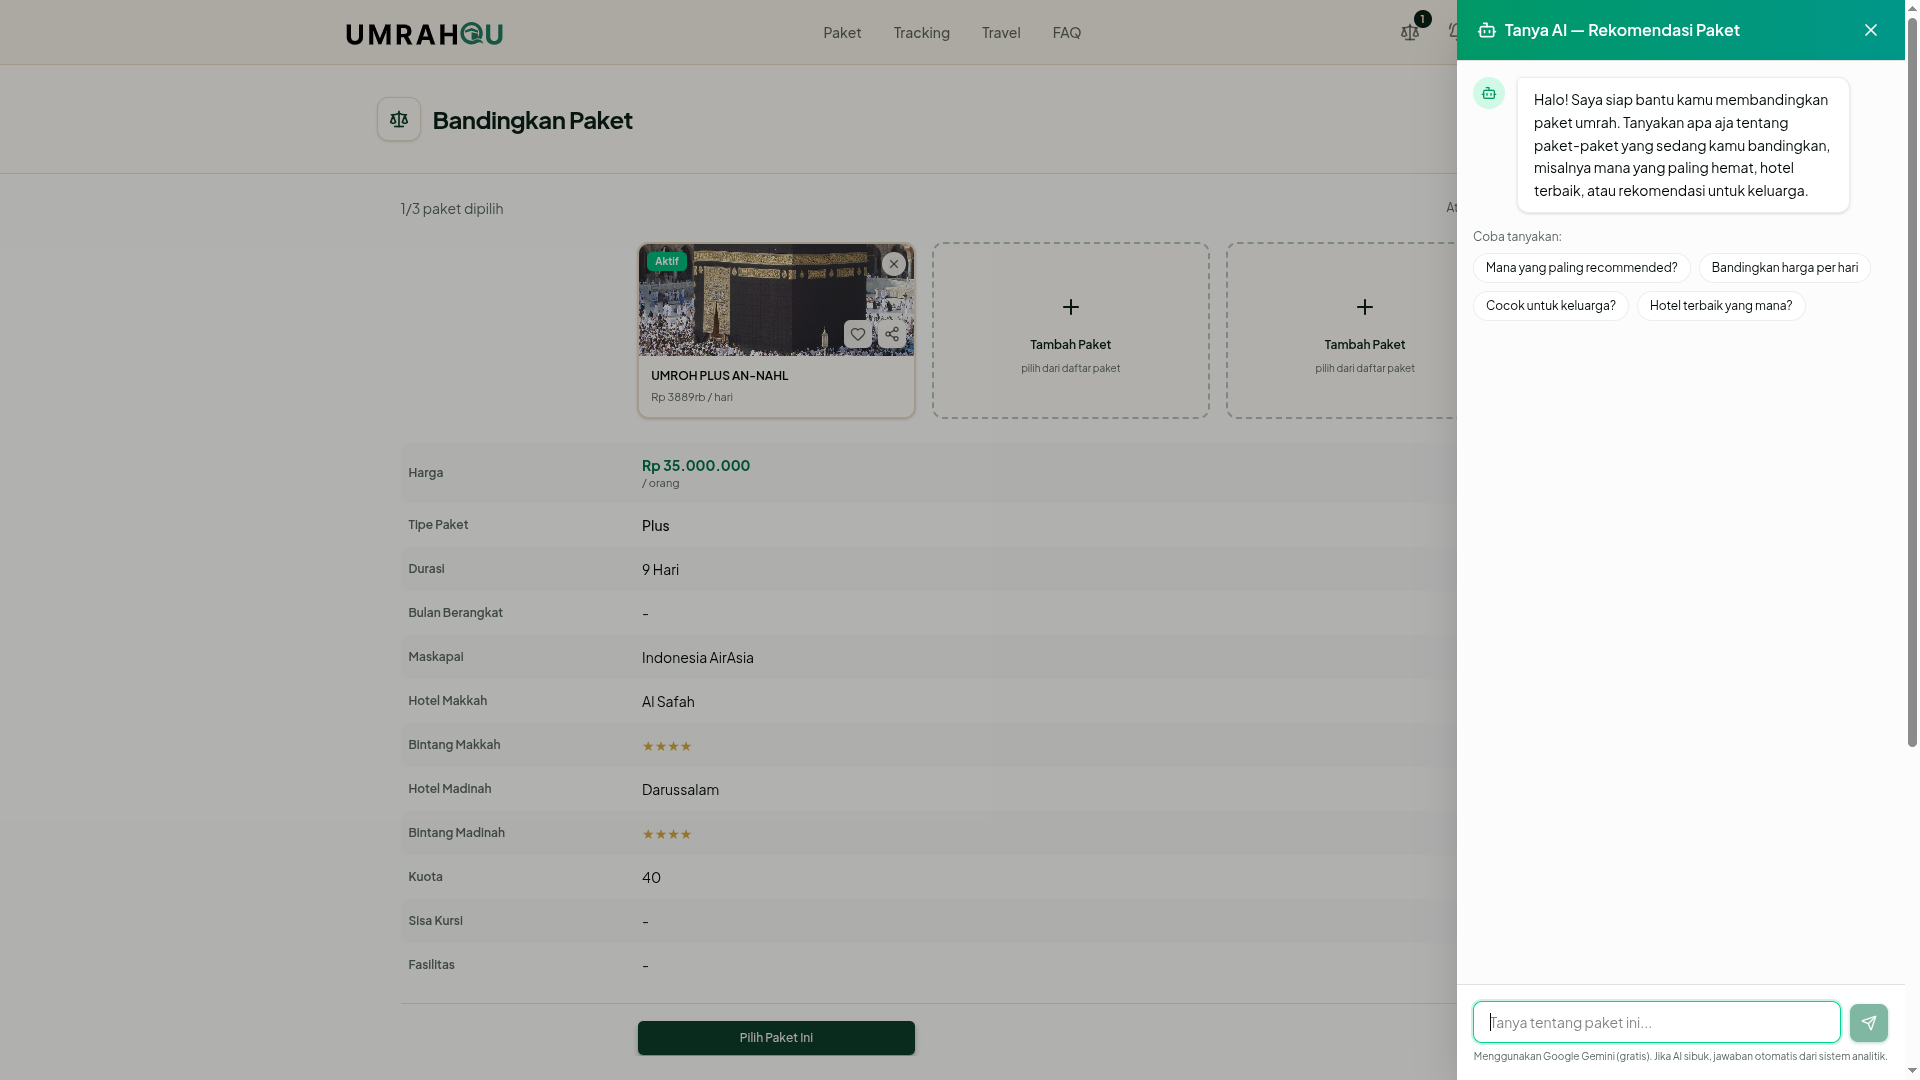 UMRAHQU
Paket
Tracking
Travel
FAQ
1
Bandingkan Paket
1/3 paket dipilih
Aktif
UMROH PLUS AN-NAHL
Rp 3889rb / hari
Tambah Paket
pilih dari daftar paket
Tambah Paket
pilih dari daftar paket
Harga
Rp 35.000.000
/ orang
Tipe Paket
Plus
Durasi
9 Hari
Bulan Berangkat
-
Maskapai
Indonesia AirAsia
Hotel Makkah
Al Safah
Bintang Makkah
★★★★
Hotel Madinah
Darussalam
Bintang Madinah
★★★★
Kuota
40
Sisa Kursi
-
Fasilitas
-
Pilih Paket Ini
Tanya AI — Rekomendasi Paket
Halo! Saya siap bantu kamu membandingkan
paket umrah. Tanyakan apa aja tentang
paket-paket yang sedang kamu bandingkan,
misalnya mana yang paling hemat, hotel
terbaik, atau rekomendasi untuk keluarga.
Coba tanyakan:
Mana yang paling recommended?
Bandingkan harga per hari
Cocok untuk keluarga?
Hotel terbaik yang mana?
Tanya tentang paket ini...
Menggunakan Google Gemini (gratis). Jika AI sibuk, jawaban otomatis dari sistem analitik.